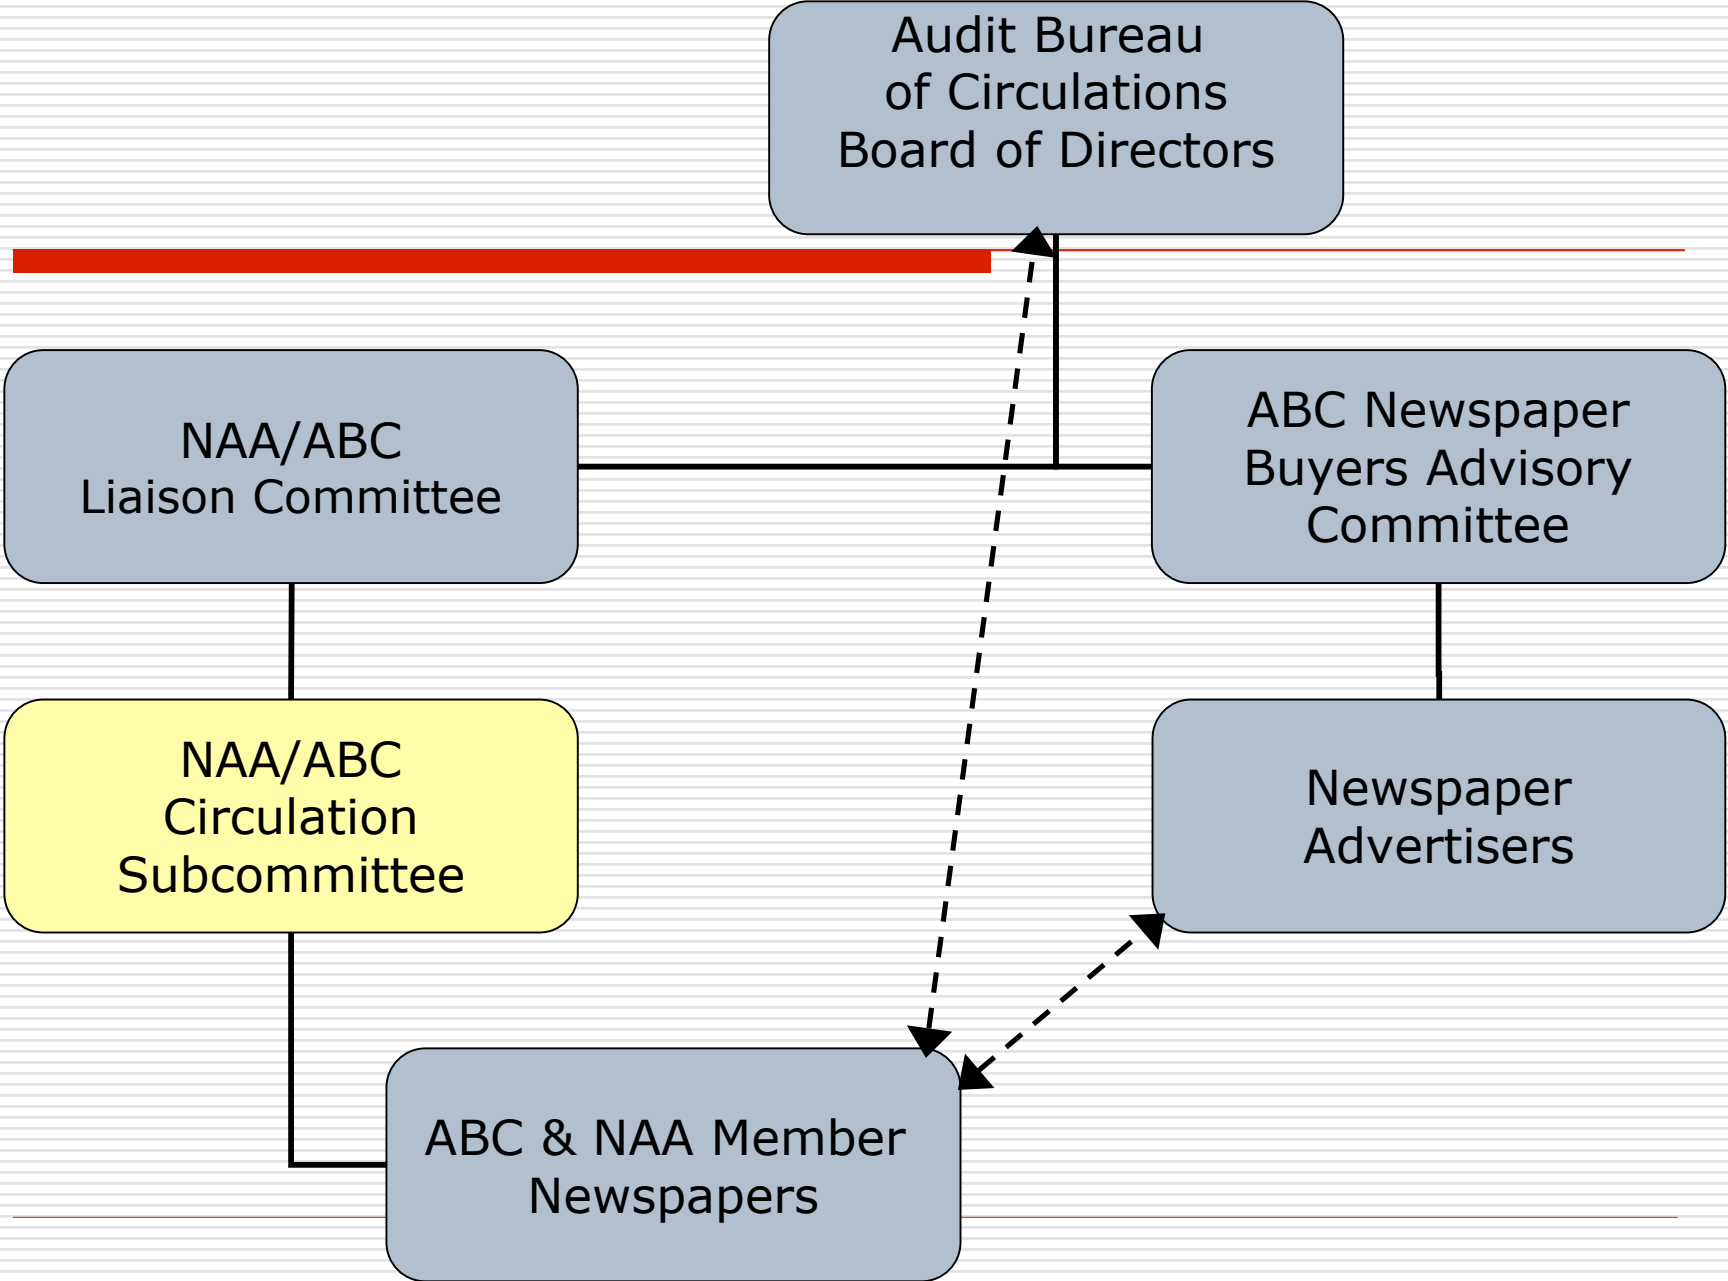 Audit Bureau
of Circulations
Board of Directors
NAA/ABC
Liaison Committee
ABC Newspaper
Buyers Advisory
Committee
NAA/ABC
Circulation
Subcommittee
Newspaper
Advertisers
ABC & NAA Member
Newspapers